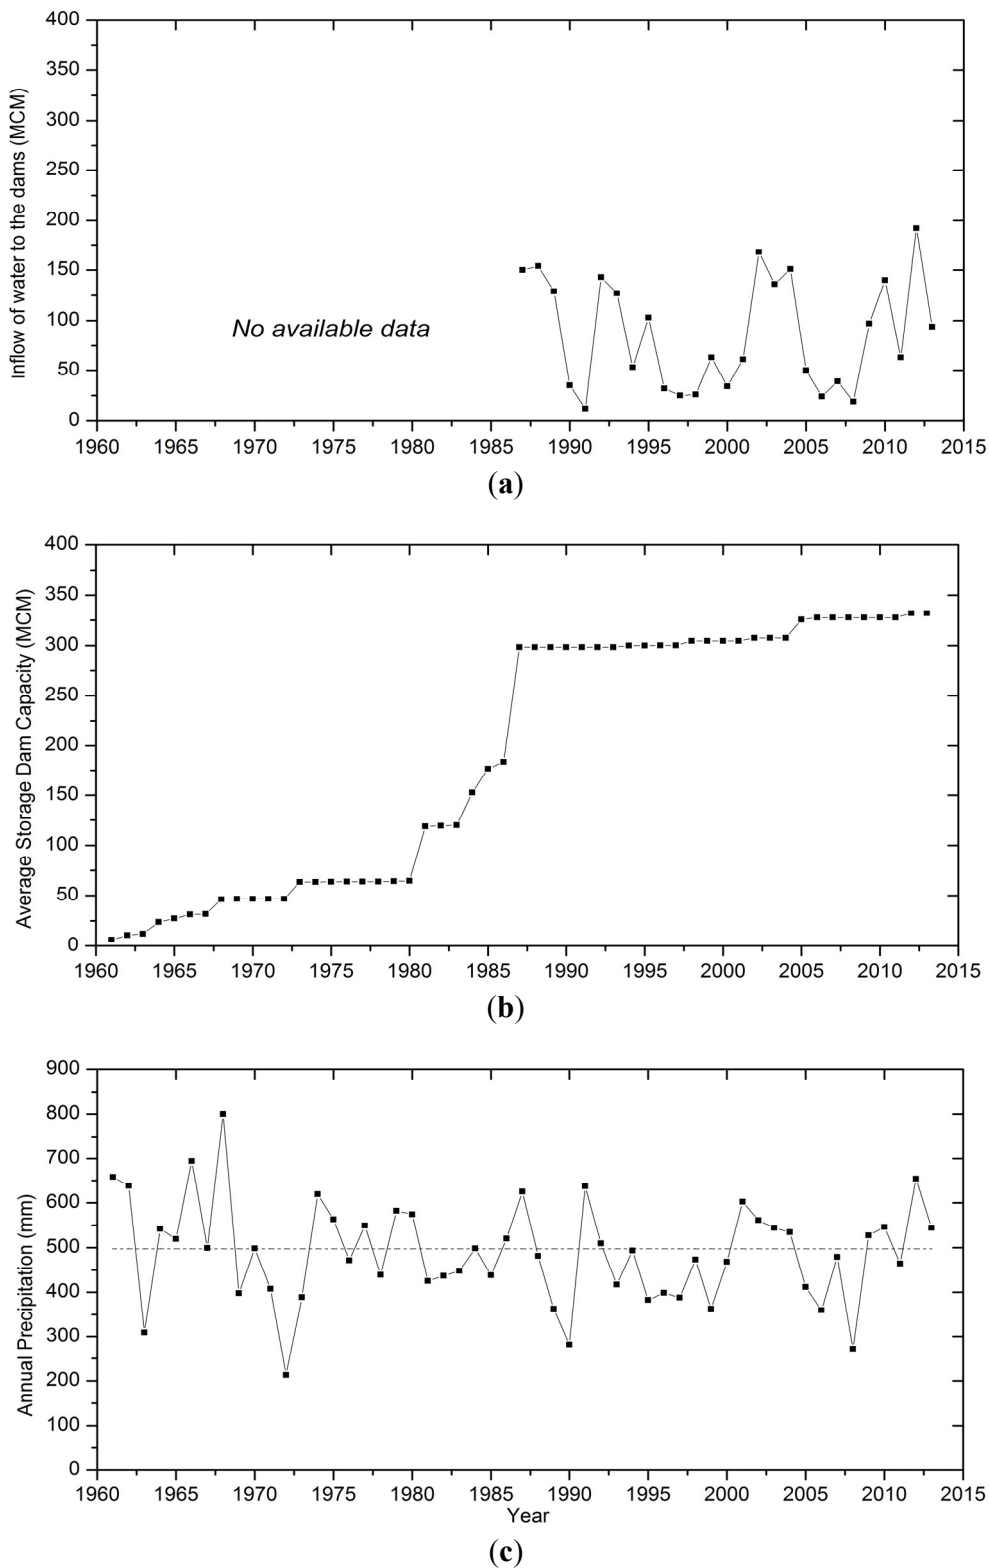 400
350
300
250
200
150
100
50
0
Inflow of water to the dams (MCM)
No available data
1960 1965 1970 1975 1980 1985 1990 1995 2000 2005 2010 2015
(a)
400
350
300
250
200
150
100
50
0
Average Storage Dam Capacity (MCM)
1960 1965 1970 1975 1980 1985 1990 1995 2000 2005 2010 2015
(b)
900
800
700
600
500
400
300
200
100
0
Annual Precipitation (mm)
1960 1965 1970 1975 1980 1985 1990 1995 2000 2005 2010 2015
Year
(c)